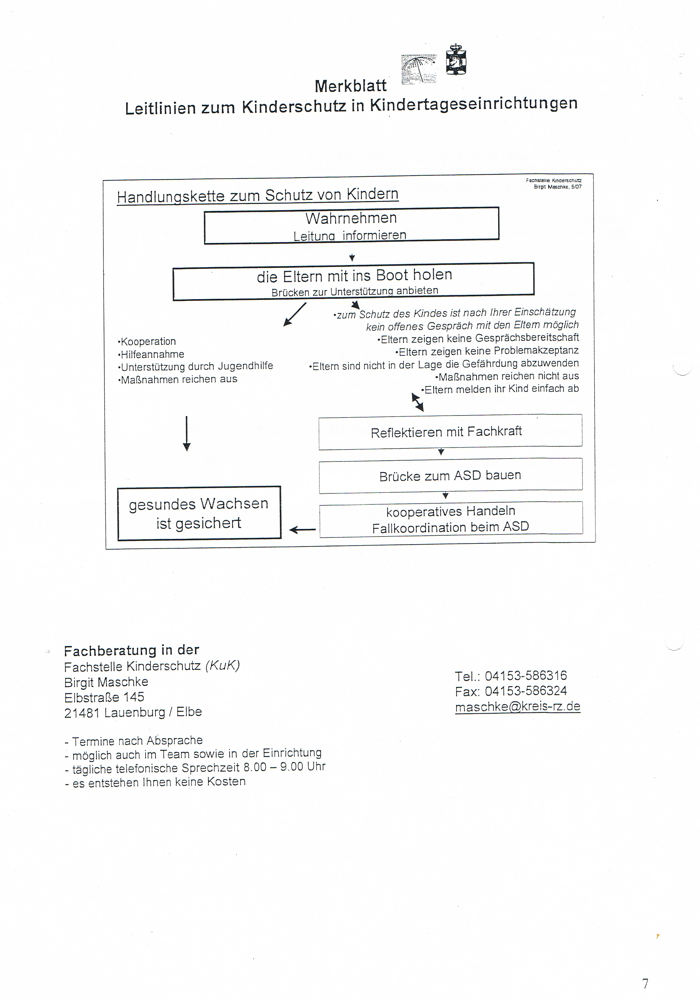 Merkblatt
Leitlinien zum Kinderschutz in Kindertageseinrichtungen
Fachstelle Kinderschutz
Birgit Maschke, 5/07
Handlungskette zum Schutz von Kindern
Wahrnehmen
Leitung informieren
die Eltern mit ins Boot holen
Brücken zur Unterstützung anbieten
•zum Schutz des Kindes ist nach Ihrer Einschätzung
kein offenes Gespräch mit den Eltern möglich
•Eltern zeigen keine Gesprächsbereitschaft
•Eltern zeigen keine Problemakzeptanz
•Eltern sind nicht in der Lage die Gefährdung abzuwenden
•Maßnahmen reichen nicht aus
•Eltern melden ihr Kind einfach ab
•Kooperation
•Hilfeannahme
•Unterstützung durch Jugendhilfe
•Maßnahmen reichen aus
Reflektieren mit Fachkraft
Brücke zum ASD bauen
kooperatives Handeln
Fallkoordination beim ASD
gesundes Wachsen
ist gesichert
Fachberatung in der
Fachstelle Kinderschutz (KuK)
Birgit Maschke
Elbstraße 145
21481 Lauenburg / Elbe
Tel.: 04153-586316
Fax: 04153-586324
maschke@kreis-rz.de
- Termine nach Absprache
- möglich auch im Team sowie in der Einrichtung
- tägliche telefonische Sprechzeit 8.00 – 9.00 Uhr
- es entstehen Ihnen keine Kosten
7